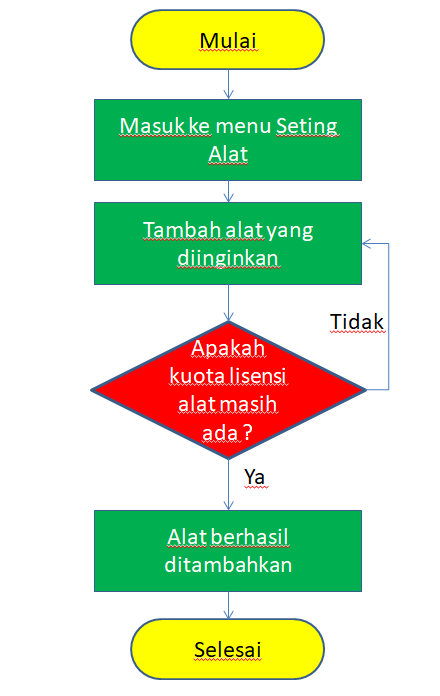 Mulai
Masuk ke menu Seting
Alat
Tambah alat yang
diinginkan
Tidak
Apakah
kuota lisensi
alat masih
ada ?
Ya
Alat berhasil
ditambahkan
Selesai